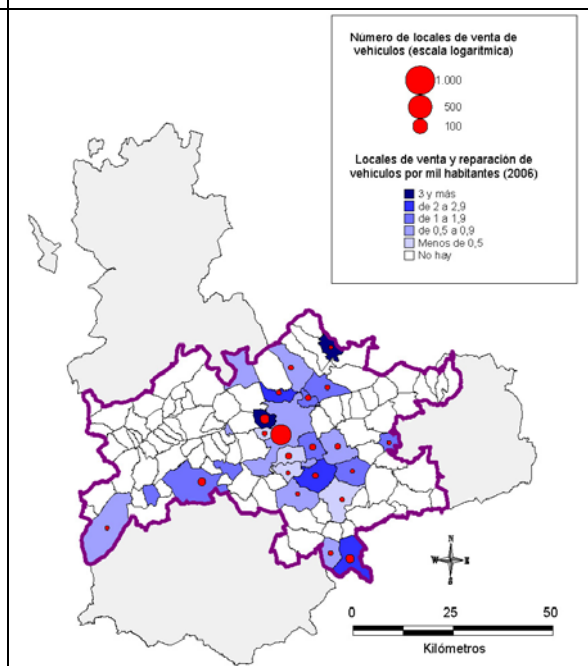 Número de locales de venta de
vehículos (escala logarítmica)
1.000
500
100
Locales de venta y reparación de
vehículos por mil habitantes (2006)
3 y más
de 2 a 2,9
de 1 a 1,9
de 0,5 a 0,9
Menos de 0,5
No hay
N
W E
S
0 25 50
Kilómetros